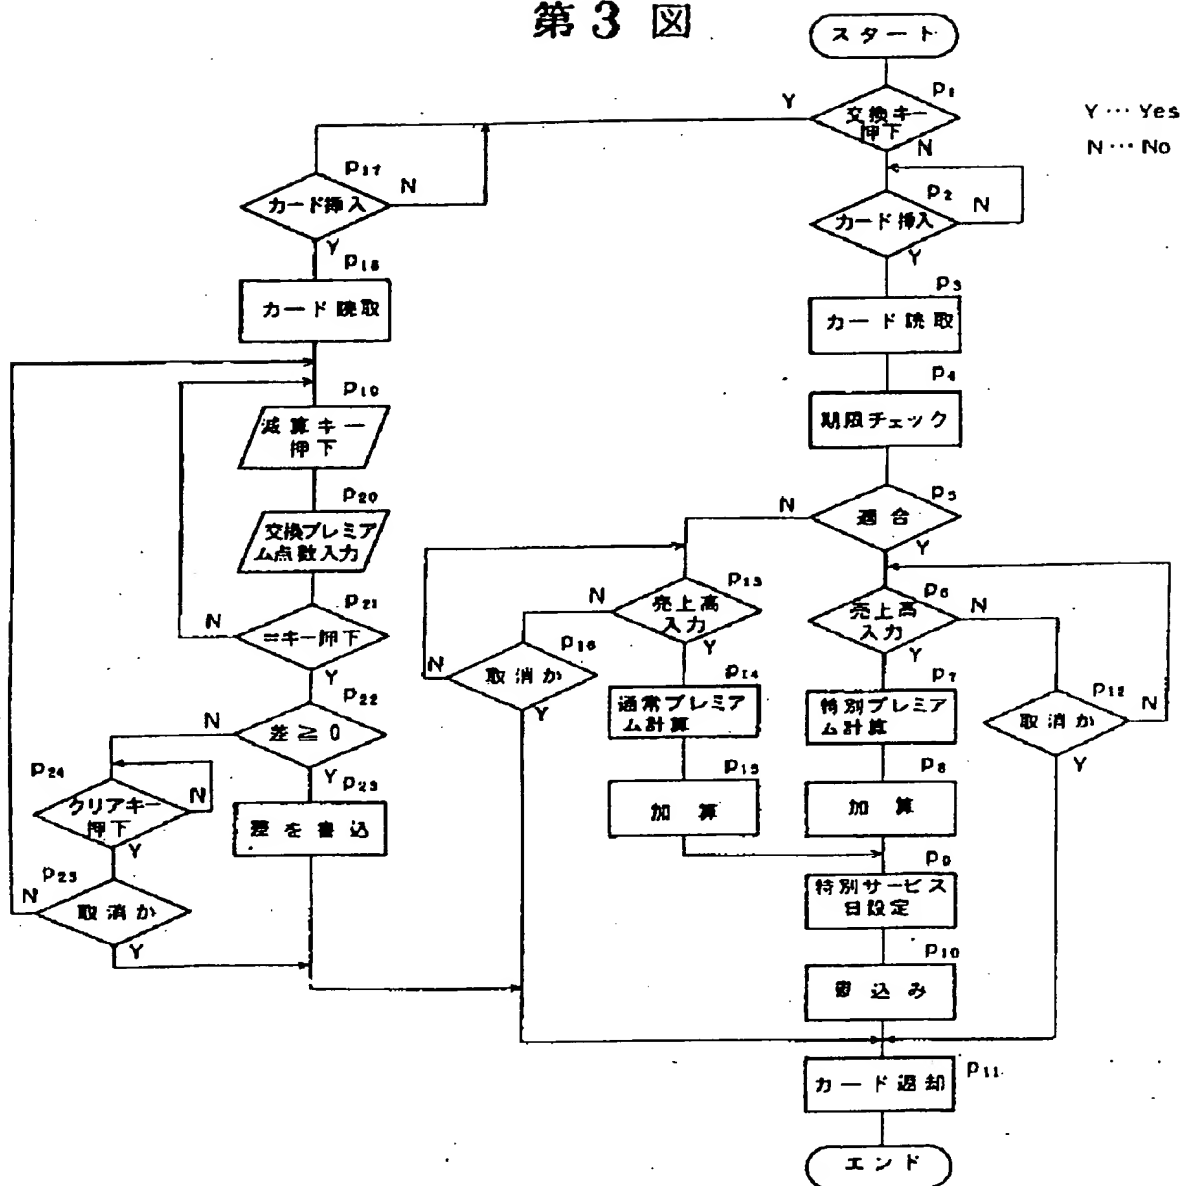 第3図
スタート
P1
Y
交換キー
押下
N
Y…Yes
N…No
P2
カード挿入
N
Y
P3
カード読取
P4
期限チェック
P5
N
適合
Y
P6
売上高
入力
N
Y
P7
特別プレミア
ム計算
P8
加算
P9
特別サービス
日設定
P10
書込み
P11
カード返却
エンド
P12
取消か
N
Y
P13
N
売上高
入力
Y
P14
通常プレミア
ム計算
P15
加算
P16
N
取消か
Y
P17
カード挿入
N
Y
P18
カード読取
P19
減算キー
押下
P20
交換プレミア
ム点数入力
P21
N
=キー押下
Y
P22
N
差≧0
Y
P23
差を書込
P24
クリアキー
押下
N
Y
P25
N
取消か
Y